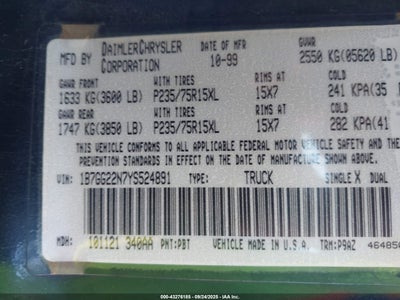 MFD BY DAIMLERCHRYSLER CORPORATION DATE OF MFR 10-99 GVWR 2550 KG(05620 LB)
GAWR FRONT WITH TIRES RIMS AT COLD
1633 KG(3600 LB) P235/75R15XL 15X7 241 KPA(35
GAWR REAR WITH TIRES RIMS AT COLD
1747 KG(3850 LB) P235/75R15XL 15X7 282 KPA(41
THIS VEHICLE CONFORMS TO ALL APPLICABLE FEDERAL MOTOR VEHICLE SAFETY AND
THEFT PREVENTION STANDARDS IN EFFECT ON THE DATE OF MANUFACTURE SHOWN ABOVE
VIN: 1B7GG22N7YS524891 TYPE: TRUCK SINGLE X DUAL
MDH: 101121 340AA PNT:PBT VEHICLE MADE IN U.S.A. TRM:P9AZ 46485
000-43276185 - 09/24/2025 - IAA Inc.